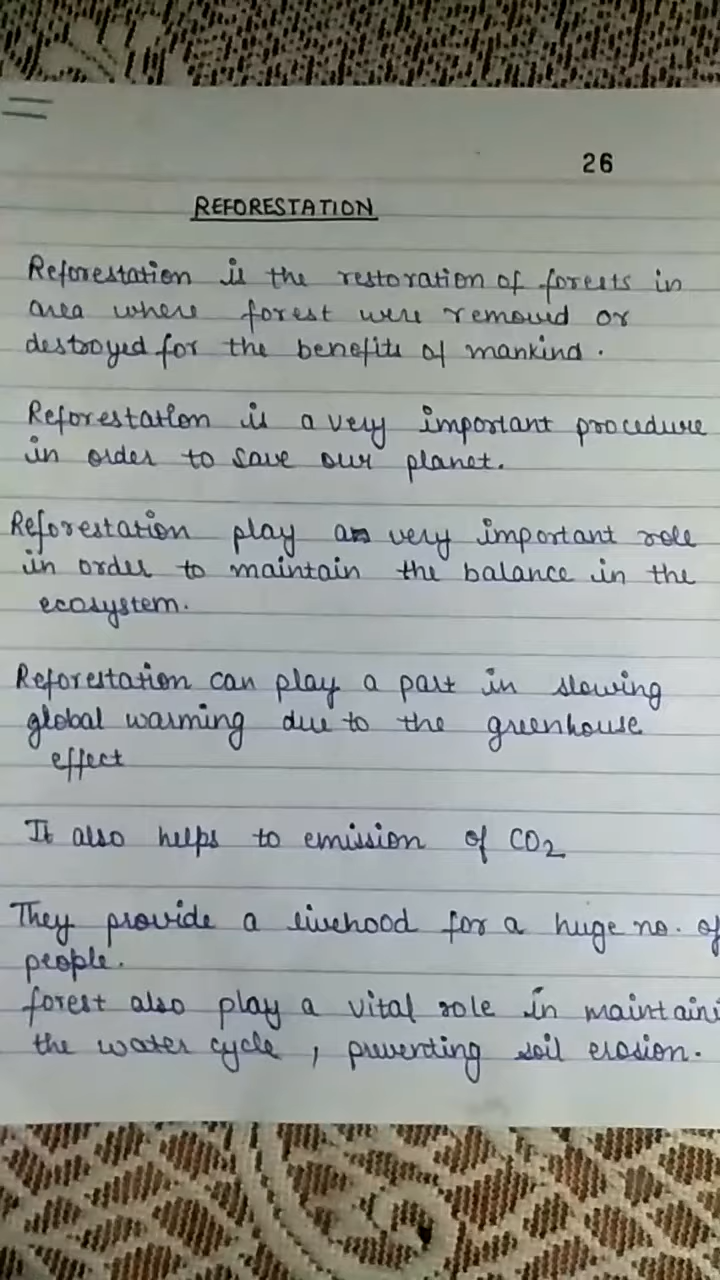 26
REFORESTATION
Reforestation is the restoration of forests in
area where forest were removed or
destroyed for the benefits of mankind.
Reforestation is a very important procedure
in order to save our planet.
Reforestation play a very important role
in order to maintain the balance in the
ecosystem.
Reforestation can play a part in slowing
global warming due to the greenhouse
effect
It also helps to emission of CO2
They provide a livehood for a huge no. of
people.
forest also play a vital role in maintaini
the water cycle, preventing soil erosion.